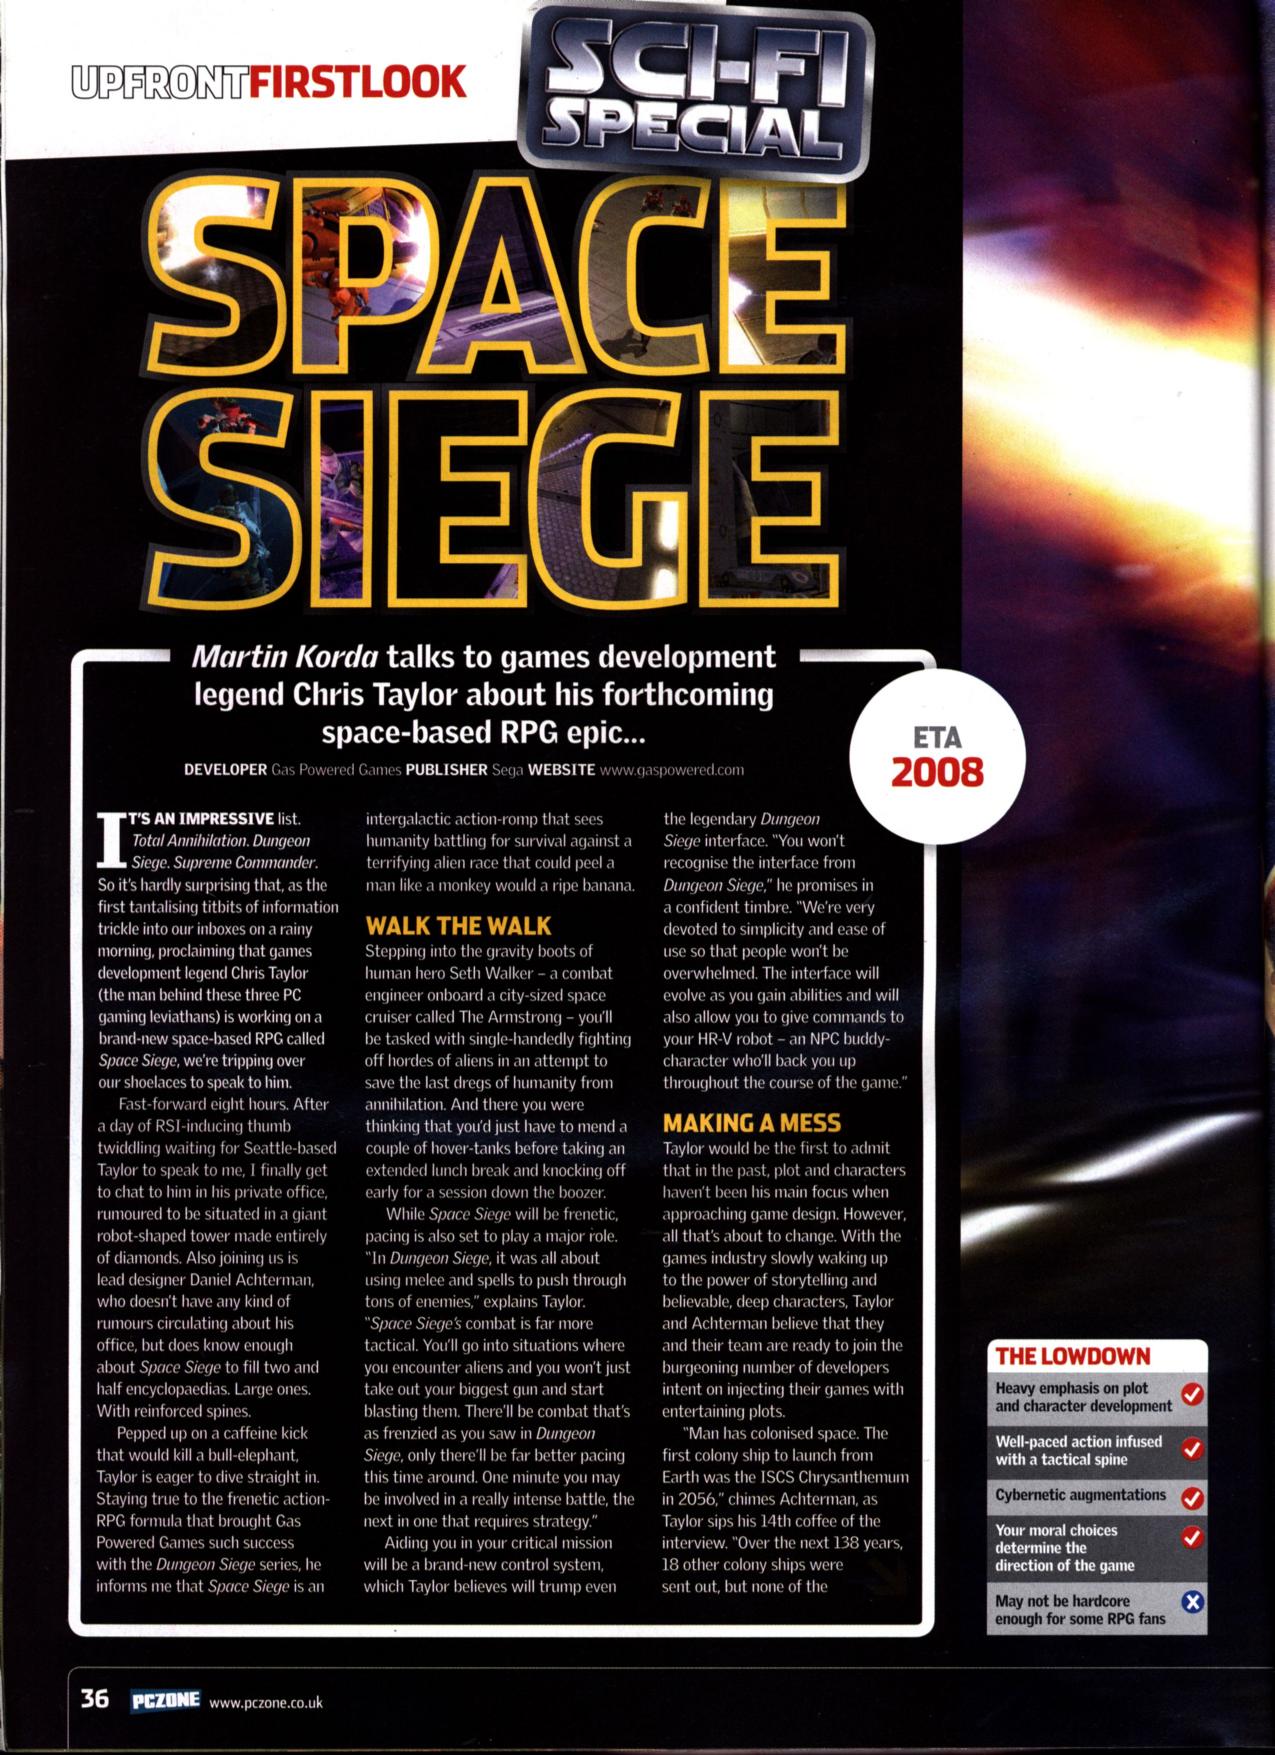 UPFRONTFIRSTLOOK
SCI-FI
SPECIAL
SPACE
SIEGE
Martin Korda talks to games development
legend Chris Taylor about his forthcoming
space-based RPG epic...
DEVELOPER Gas Powered Games PUBLISHER Sega WEBSITE www.gaspowered.com
ETA
2008
IT'S AN IMPRESSIVE list.
Total Annihilation. Dungeon
Siege. Supreme Commander.
So it's hardly surprising that, as the
first tantalising titbits of information
trickle into our inboxes on a rainy
morning, proclaiming that games
development legend Chris Taylor
(the man behind these three PC
gaming leviathans) is working on a
brand-new space-based RPG called
Space Siege, we're tripping over
our shoelaces to speak to him.
Fast-forward eight hours. After
a day of RSI-inducing thumb
twiddling waiting for Seattle-based
Taylor to speak to me, I finally get
to chat to him in his private office,
rumoured to be situated in a giant
robot-shaped tower made entirely
of diamonds. Also joining us is
lead designer Daniel Achterman,
who doesn't have any kind of
rumours circulating about his
office, but does know enough
about Space Siege to fill two and
half encyclopaedias. Large ones.
With reinforced spines.
Pepped up on a caffeine kick
that would kill a bull-elephant,
Taylor is eager to dive straight in.
Staying true to the frenetic action-
RPG formula that brought Gas
Powered Games such success
with the Dungeon Siege series, he
informs me that Space Siege is an
intergalactic action-romp that sees
humanity battling for survival against a
terrifying alien race that could peel a
man like a monkey would a ripe banana.
WALK THE WALK
Stepping into the gravity boots of
human hero Seth Walker – a combat
engineer onboard a city-sized space
cruiser called The Armstrong – you'll
be tasked with single-handedly fighting
off hordes of aliens in an attempt to
save the last dregs of humanity from
annihilation. And there you were
thinking that you'd just have to mend a
couple of hover-tanks before taking an
extended lunch break and knocking off
early for a session down the boozer.
While Space Siege will be frenetic,
pacing is also set to play a major role.
"In Dungeon Siege, it was all about
using melee and spells to push through
tons of enemies," explains Taylor.
"Space Siege's combat is far more
tactical. You'll go into situations where
you encounter aliens and you won't just
take out your biggest gun and start
blasting them. There'll be combat that's
as frenzied as you saw in Dungeon
Siege, only there'll be far better pacing
this time around. One minute you may
be involved in a really intense battle, the
next in one that requires strategy."
Aiding you in your critical mission
will be a brand-new control system,
which Taylor believes will trump even
the legendary Dungeon
Siege interface. "You won't
recognise the interface from
Dungeon Siege," he promises in
a confident timbre. "We're very
devoted to simplicity and ease of
use so that people won't be
overwhelmed. The interface will
evolve as you gain abilities and will
also allow you to give commands to
your HR-V robot – an NPC buddy-
character who'll back you up
throughout the course of the game."
MAKING A MESS
Taylor would be the first to admit
that in the past, plot and characters
haven't been his main focus when
approaching game design. However,
all that's about to change. With the
games industry slowly waking up
to the power of storytelling and
believable, deep characters, Taylor
and Achterman believe that they
and their team are ready to join the
burgeoning number of developers
intent on injecting their games with
entertaining plots.
"Man has colonised space. The
first colony ship to launch from
Earth was the ISCS Chrysanthemum
in 2056," chimes Achterman, as
Taylor sips his 14th coffee of the
interview. "Over the next 138 years,
18 other colony ships were
sent out, but none of the
THE LOWDOWN
Heavy emphasis on plot
and character development
Well-paced action infused
with a tactical spine
Cybernetic augmentations
Your moral choices
determine the
direction of the game
May not be hardcore
enough for some RPG fans
36 PCZONE www.pczone.co.uk